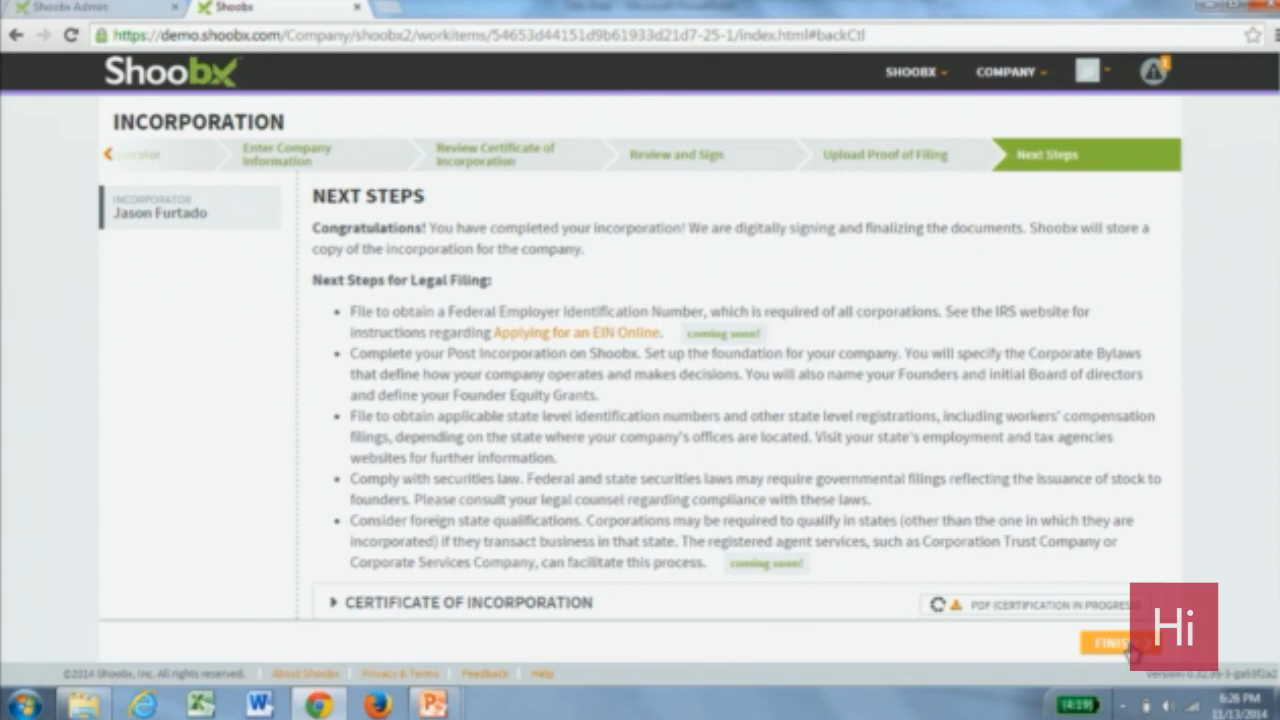 Shoobx Admin
Shoobx
https://demo.shoobx.com/Company/shoobx2/workitems/54653d44151d9b61933d21d7-25-1/index.html#backCtl
Shoobx
SHOOBX
COMPANY
1
INCORPORATION
Enter Company
Information
Review Certificate of
Incorporation
Review and Sign
Upload Proof of Filing
Next Steps
INCORPORATOR
Jason Furtado
NEXT STEPS
Congratulations! You have completed your incorporation! We are digitally signing and finalizing the documents. Shoobx will store a
copy of the incorporation for the company.
Next Steps for Legal Filing:
• File to obtain a Federal Employer Identification Number, which is required of all corporations. See the IRS website for
instructions regarding Applying for an EIN Online. coming soon!
• Complete your Post Incorporation on Shoobx. Set up the foundation for your company. You will specify the Corporate Bylaws
that define how your company operates and makes decisions. You will also name your Founders and initial Board of directors
and define your Founder Equity Grants.
• File to obtain applicable state level identification numbers and other state level registrations, including workers' compensation
filings, depending on the state where your company's offices are located. Visit your state's employment and tax agencies
websites for further information.
• Comply with securities law. Federal and state securities laws may require governmental filings reflecting the issuance of stock to
founders. Please consult your legal counsel regarding compliance with these laws.
• Consider foreign state qualifications. Corporations may be required to qualify in states (other than the one in which they are
incorporated) if they transact business in that state. The registered agent services, such as Corporation Trust Company or
Corporate Services Company, can facilitate this process. coming soon!
CERTIFICATE OF INCORPORATION
PDF (CERTIFICATION IN PROGRESS
FINISH
Hi
©2014 Shoobx, Inc. All rights reserved.
About Shoobx
Privacy & Terms
Feedback
Help
(4:19)
6:26 PM
11/13/2014